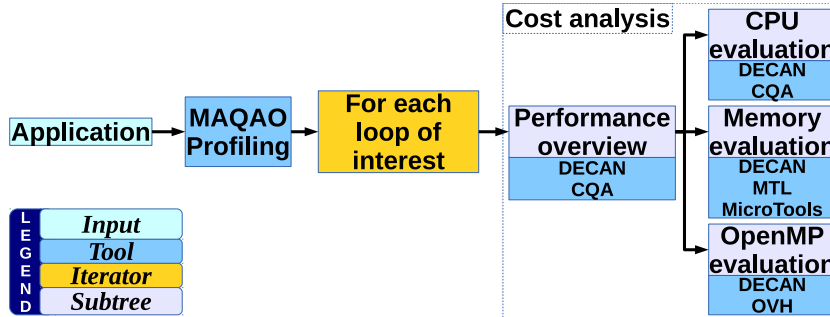 Cost analysis
Application
MAQAO
Profiling
For each
loop of
interest
Performance
overview
DECAN
CQA
CPU
evaluation
DECAN
CQA
Memory
evaluation
DECAN
MTL
MicroTools
OpenMP
evaluation
DECAN
OVH
LEGEND
Input
Tool
Iterator
Subtree